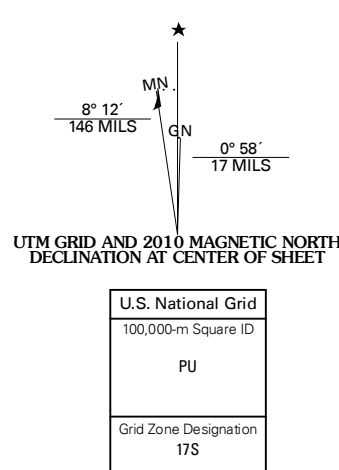 MN
8° 12´
146 MILS
GN
0° 58´
17 MILS
UTM GRID AND 2010 MAGNETIC NORTH
DECLINATION AT CENTER OF SHEET
U.S. National Grid
100,000-m Square ID
PU
Grid Zone Designation
17S